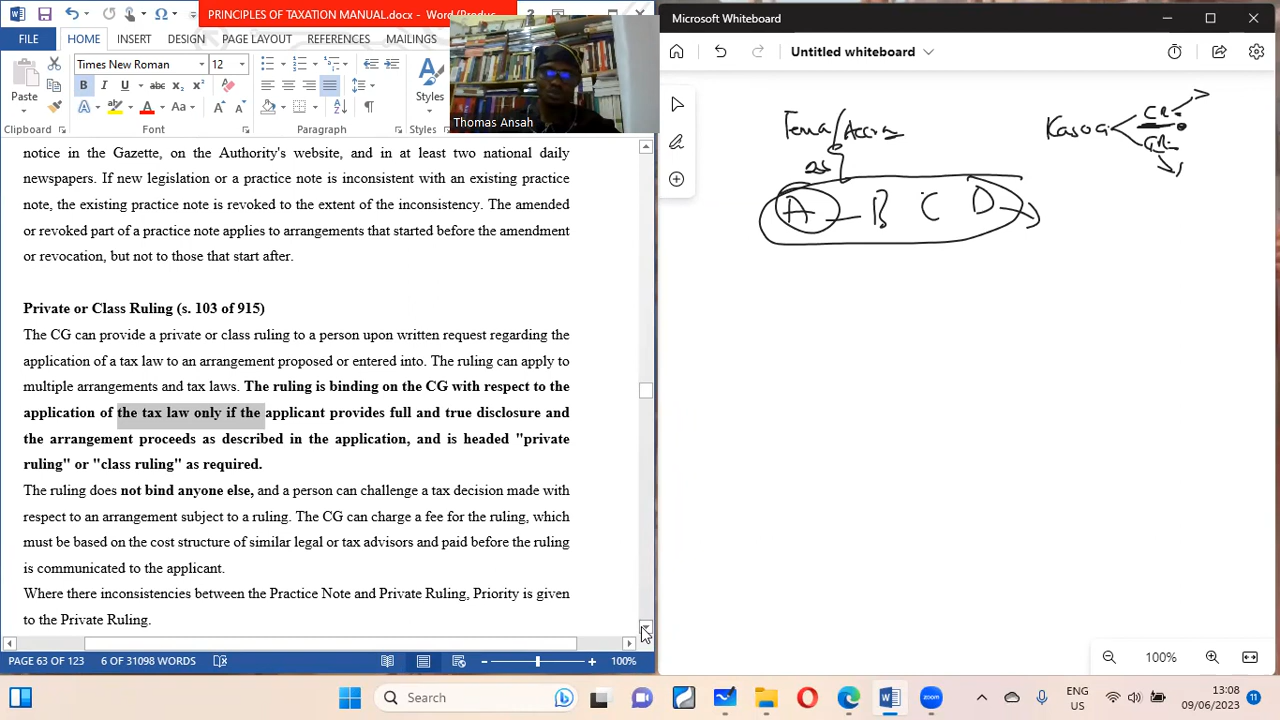 PRINCIPLES OF TAXATION MANUAL.docx - Word (Produc
FILE HOME INSERT DESIGN PAGE LAYOUT REFERENCES MAILINGS
Times New Roman 12
Paste
B I U abc
Styles
Clipboard Font Paragraph Styles
Thomas Ansah
notice in the Gazette, on the Authority's website, and in at least two national daily
newspapers. If new legislation or a practice note is inconsistent with an existing practice
note, the existing practice note is revoked to the extent of the inconsistency. The amended
or revoked part of a practice note applies to arrangements that started before the amendment
or revocation, but not to those that start after.
Private or Class Ruling (s. 103 of 915)
The CG can provide a private or class ruling to a person upon written request regarding the
application of a tax law to an arrangement proposed or entered into. The ruling can apply to
multiple arrangements and tax laws. The ruling is binding on the CG with respect to the
application of the tax law only if the applicant provides full and true disclosure and
the arrangement proceeds as described in the application, and is headed "private
ruling" or "class ruling" as required.
The ruling does not bind anyone else, and a person can challenge a tax decision made with
respect to an arrangement subject to a ruling. The CG can charge a fee for the ruling, which
must be based on the cost structure of similar legal or tax advisors and paid before the ruling
is communicated to the applicant.
Where there inconsistencies between the Practice Note and Private Ruling, Priority is given
to the Private Ruling.
PAGE 63 OF 123 6 OF 31098 WORDS 100%
Microsoft Whiteboard
Untitled whiteboard
Tema/Accra
Kasoa
A B C D
100%
Search
ENG
US
13:08
09/06/2023